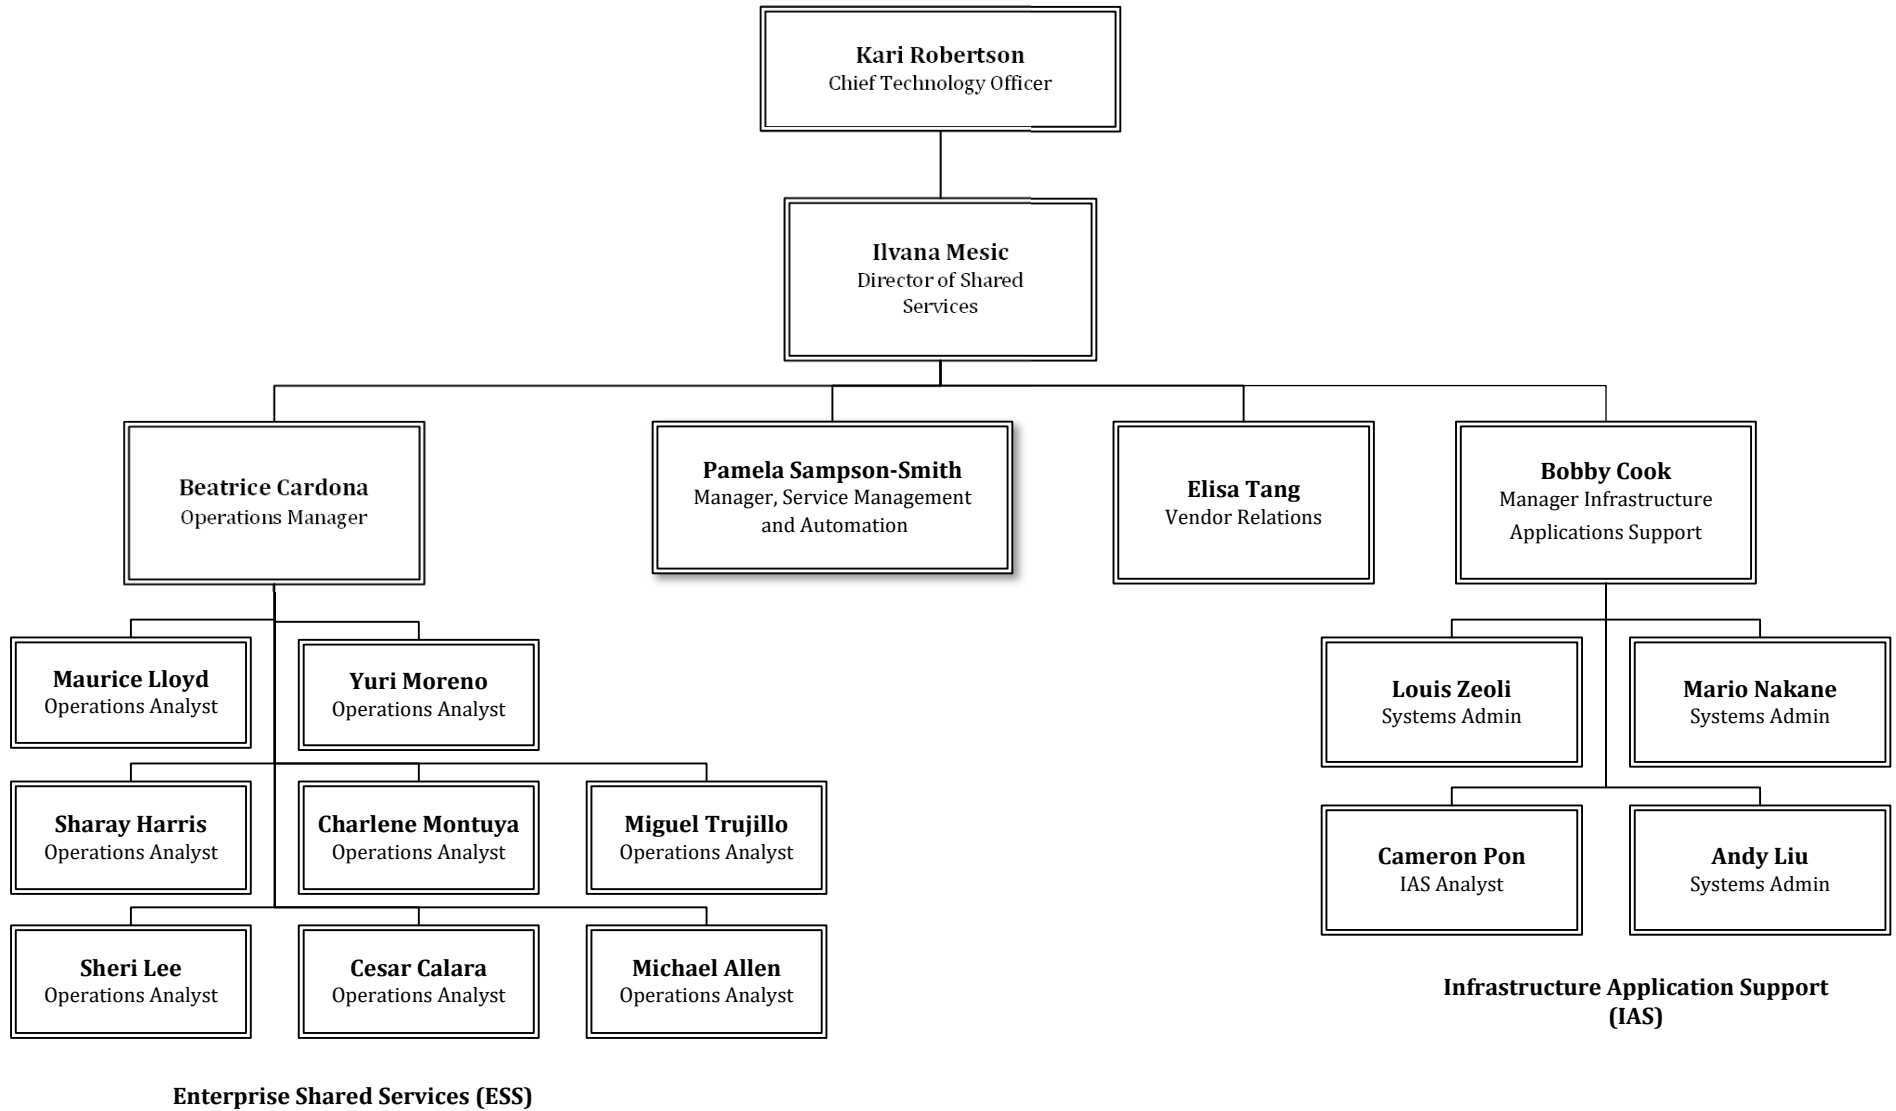 Kari Robertson
Chief Technology Officer
Ilvana Mesic
Director of Shared
Services
Beatrice Cardona
Operations Manager
Pamela Sampson-Smith
Manager, Service Management
and Automation
Elisa Tang
Vendor Relations
Bobby Cook
Manager Infrastructure
Applications Support
Maurice Lloyd
Operations Analyst
Yuri Moreno
Operations Analyst
Sharay Harris
Operations Analyst
Charlene Montuya
Operations Analyst
Miguel Trujillo
Operations Analyst
Sheri Lee
Operations Analyst
Cesar Calara
Operations Analyst
Michael Allen
Operations Analyst
Enterprise Shared Services (ESS)
Louis Zeoli
Systems Admin
Mario Nakane
Systems Admin
Cameron Pon
IAS Analyst
Andy Liu
Systems Admin
Infrastructure Application Support
(IAS)